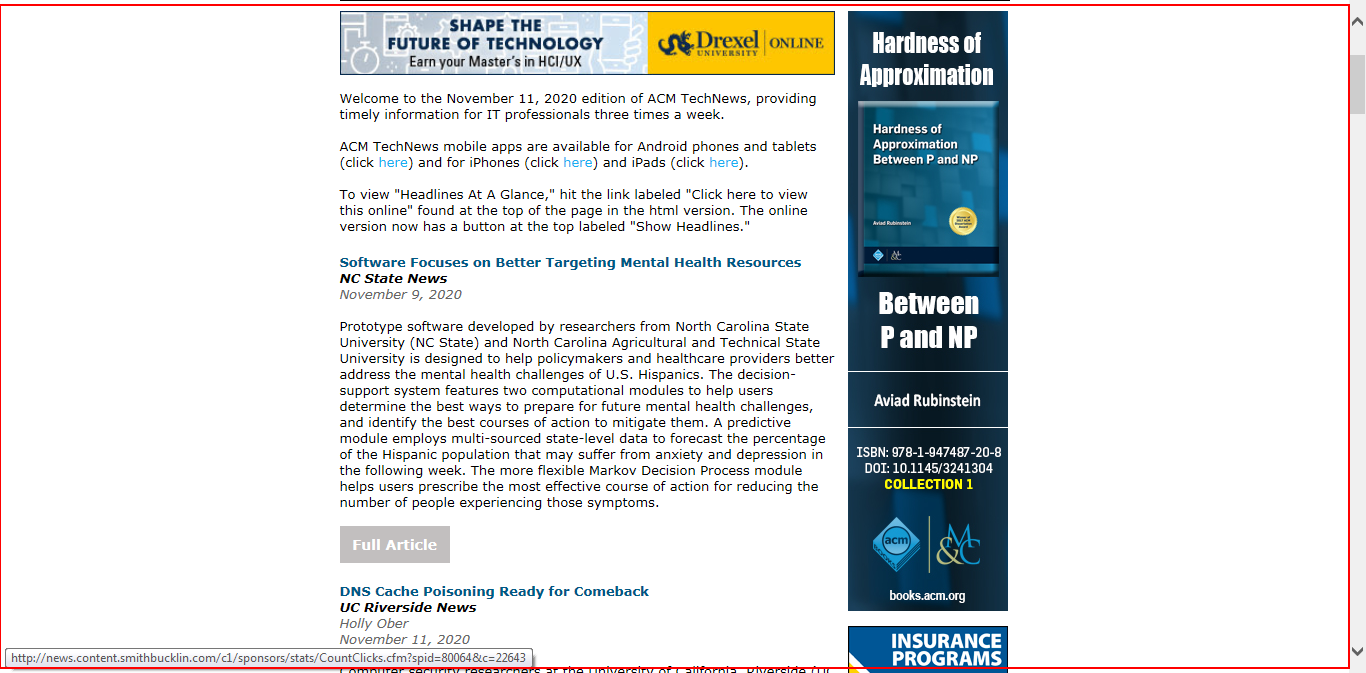 SHAPE THE
FUTURE OF TECHNOLOGY
Earn your Master's in HCI/UX
Drexel
UNIVERSITY
ONLINE
Welcome to the November 11, 2020 edition of ACM TechNews, providing
timely information for IT professionals three times a week.
ACM TechNews mobile apps are available for Android phones and tablets
(click here) and for iPhones (click here) and iPads (click here).
To view "Headlines At A Glance," hit the link labeled "Click here to view
this online" found at the top of the page in the html version. The online
version now has a button at the top labeled "Show Headlines."
Software Focuses on Better Targeting Mental Health Resources
NC State News
November 9, 2020
Prototype software developed by researchers from North Carolina State
University (NC State) and North Carolina Agricultural and Technical State
University is designed to help policymakers and healthcare providers better
address the mental health challenges of U.S. Hispanics. The decision-
support system features two computational modules to help users
determine the best ways to prepare for future mental health challenges,
and identify the best courses of action to mitigate them. A predictive
module employs multi-sourced state-level data to forecast the percentage
of the Hispanic population that may suffer from anxiety and depression in
the following week. The more flexible Markov Decision Process module
helps users prescribe the most effective course of action for reducing the
number of people experiencing those symptoms.
Full Article
DNS Cache Poisoning Ready for Comeback
UC Riverside News
Holly Ober
November 11, 2020
Computer security researchers at the University of California, Riverside (UC
http://news.content.smithbucklin.com/c1/sponsors/stats/CountClicks.cfm?spid=80064&c=22643
Hardness of
Approximation
Hardness of
Approximation
Between P and NP
Aviad Rubinstein
Between
P and NP
Aviad Rubinstein
ISBN: 978-1-947487-20-8
DOI: 10.1145/3241304
COLLECTION 1
acm
M&C
books.acm.org
INSURANCE
PROGRAMS